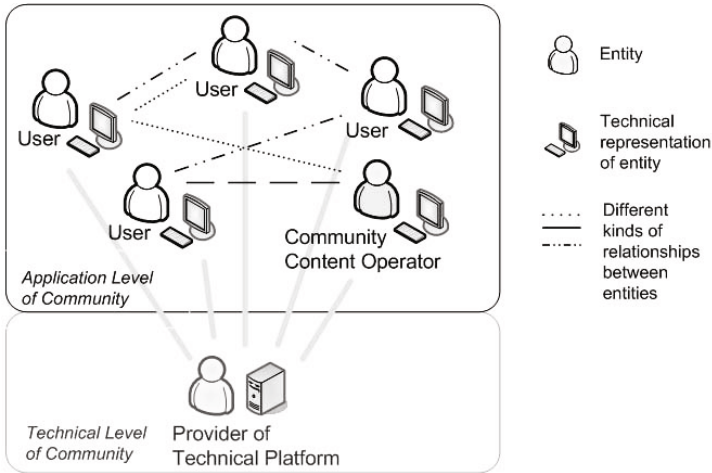 User
User
User
User
Community
Content Operator
Application Level
of Community
Technical Level
of Community
Provider of
Technical Platform
Entity
Technical
representation
of entity
Different
kinds of
relationships
between
entities